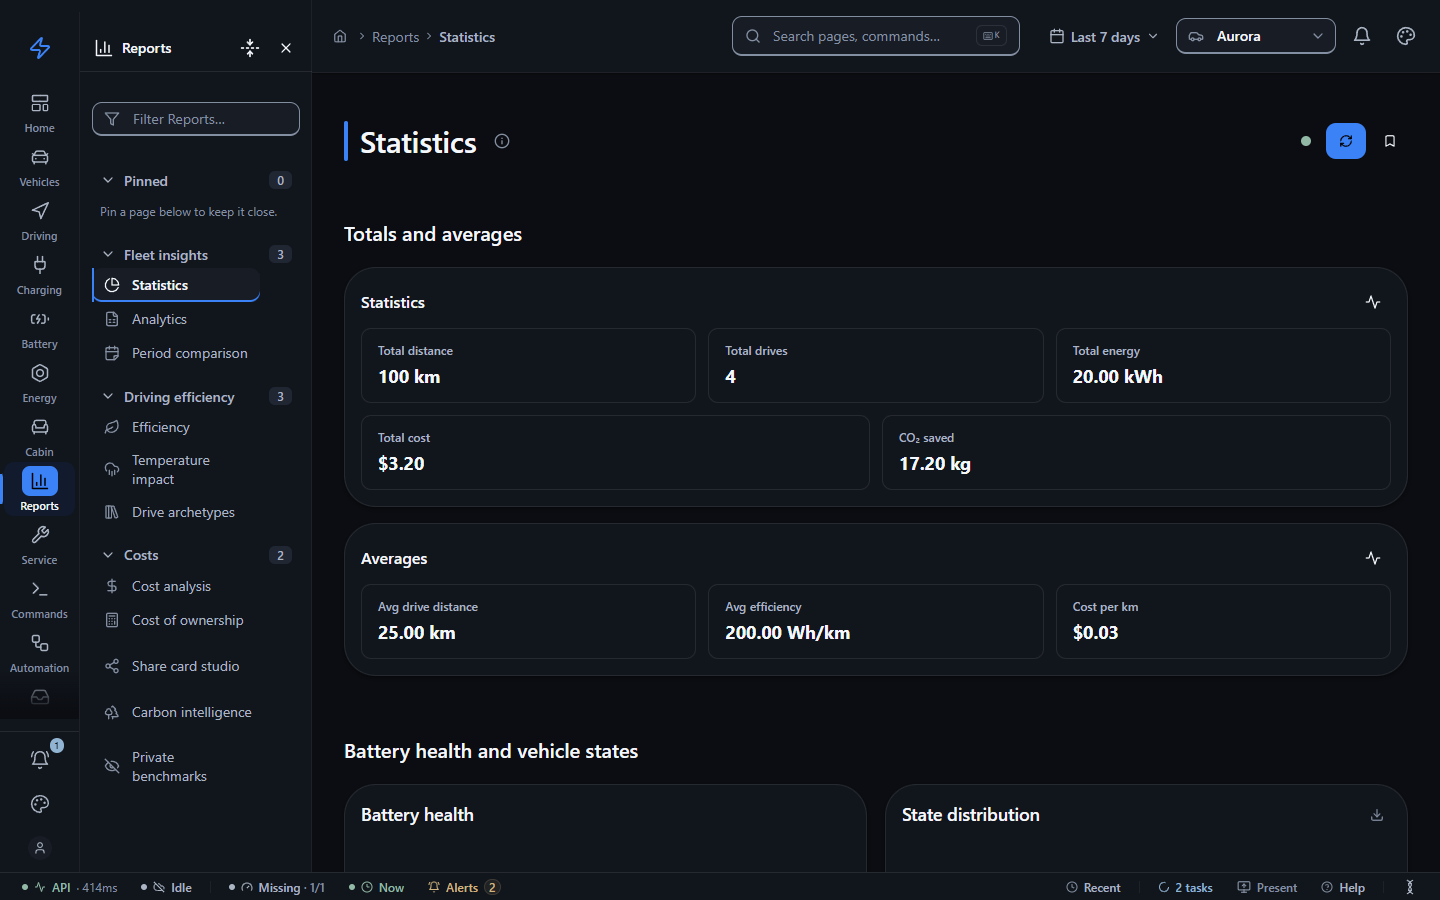 Reports
Reports
Statistics
Search pages, commands...
K
Last 7 days
Aurora
Home
Vehicles
Driving
Charging
Battery
Energy
Cabin
Reports
Service
Commands
Automation
1
Filter Reports...
Pinned
0
Pin a page below to keep it close.
Fleet insights
3
Statistics
Analytics
Period comparison
Driving efficiency
3
Efficiency
Temperature
impact
Drive archetypes
Costs
2
Cost analysis
Cost of ownership
Share card studio
Carbon intelligence
Private
benchmarks
Statistics
Totals and averages
Statistics
Total distance
100 km
Total drives
4
Total energy
20.00 kWh
Total cost
$3.20
CO₂ saved
17.20 kg
Averages
Avg drive distance
25.00 km
Avg efficiency
200.00 Wh/km
Cost per km
$0.03
Battery health and vehicle states
Battery health
State distribution
API · 414ms
Idle
Missing · 1/1
Now
Alerts 2
Recent
2 tasks
Present
Help